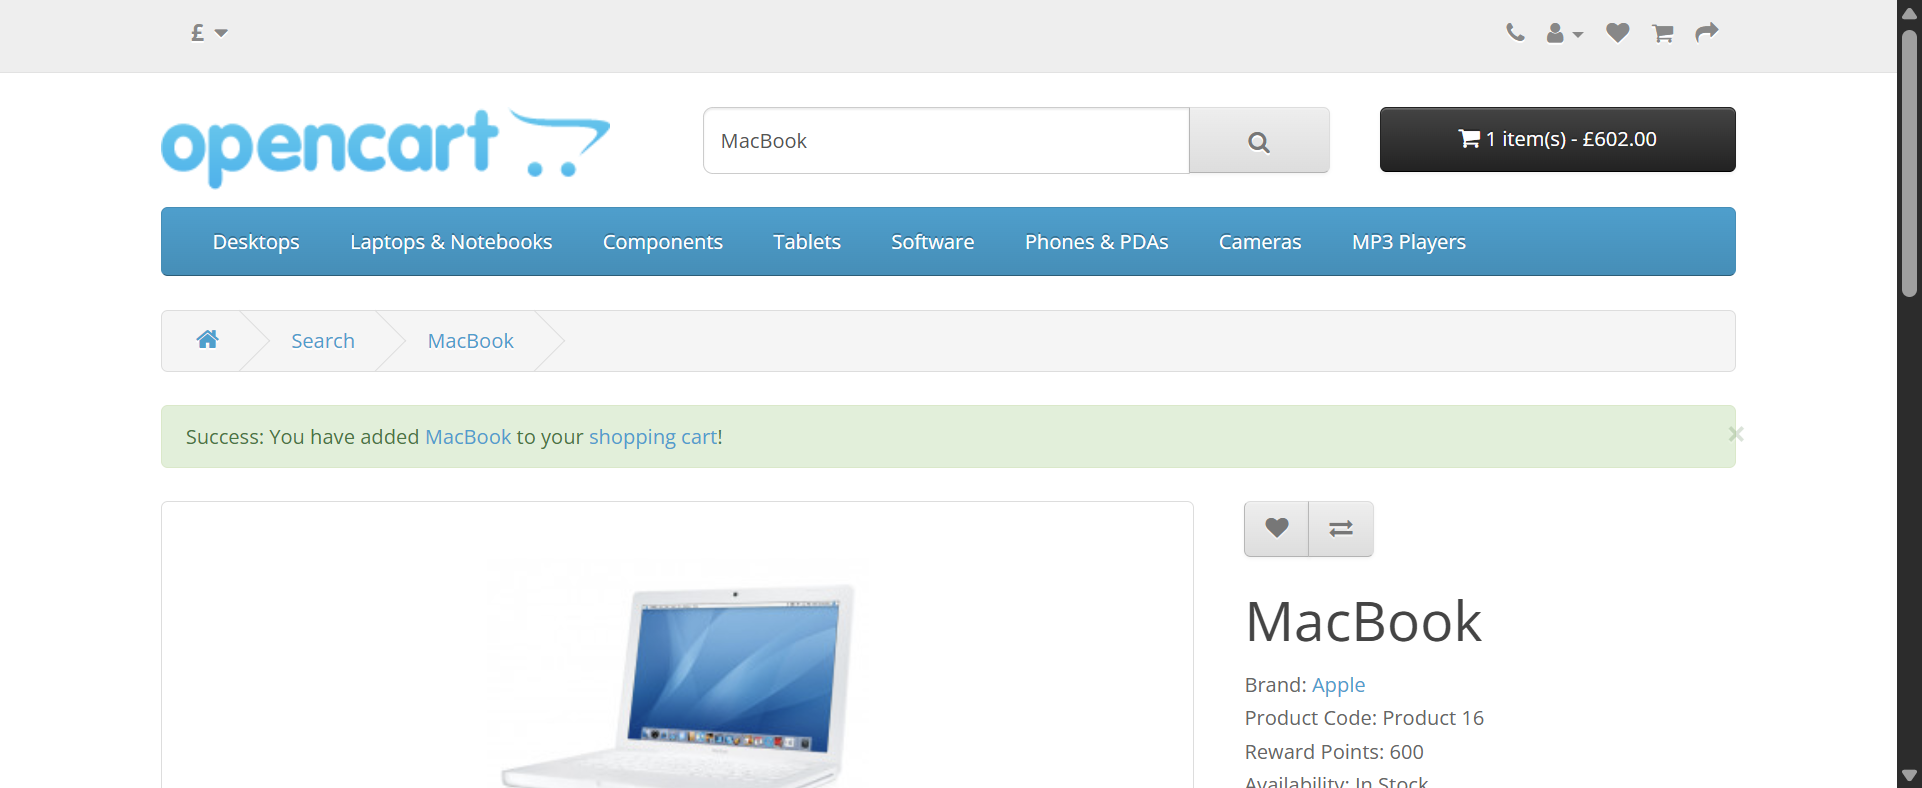 £
opencart
MacBook
1 item(s) - £602.00
Desktops Laptops & Notebooks Components Tablets Software Phones & PDAs Cameras MP3 Players
Search MacBook
Success: You have added MacBook to your shopping cart!
×
MacBook
Brand: Apple
Product Code: Product 16
Reward Points: 600
Availability: In Stock